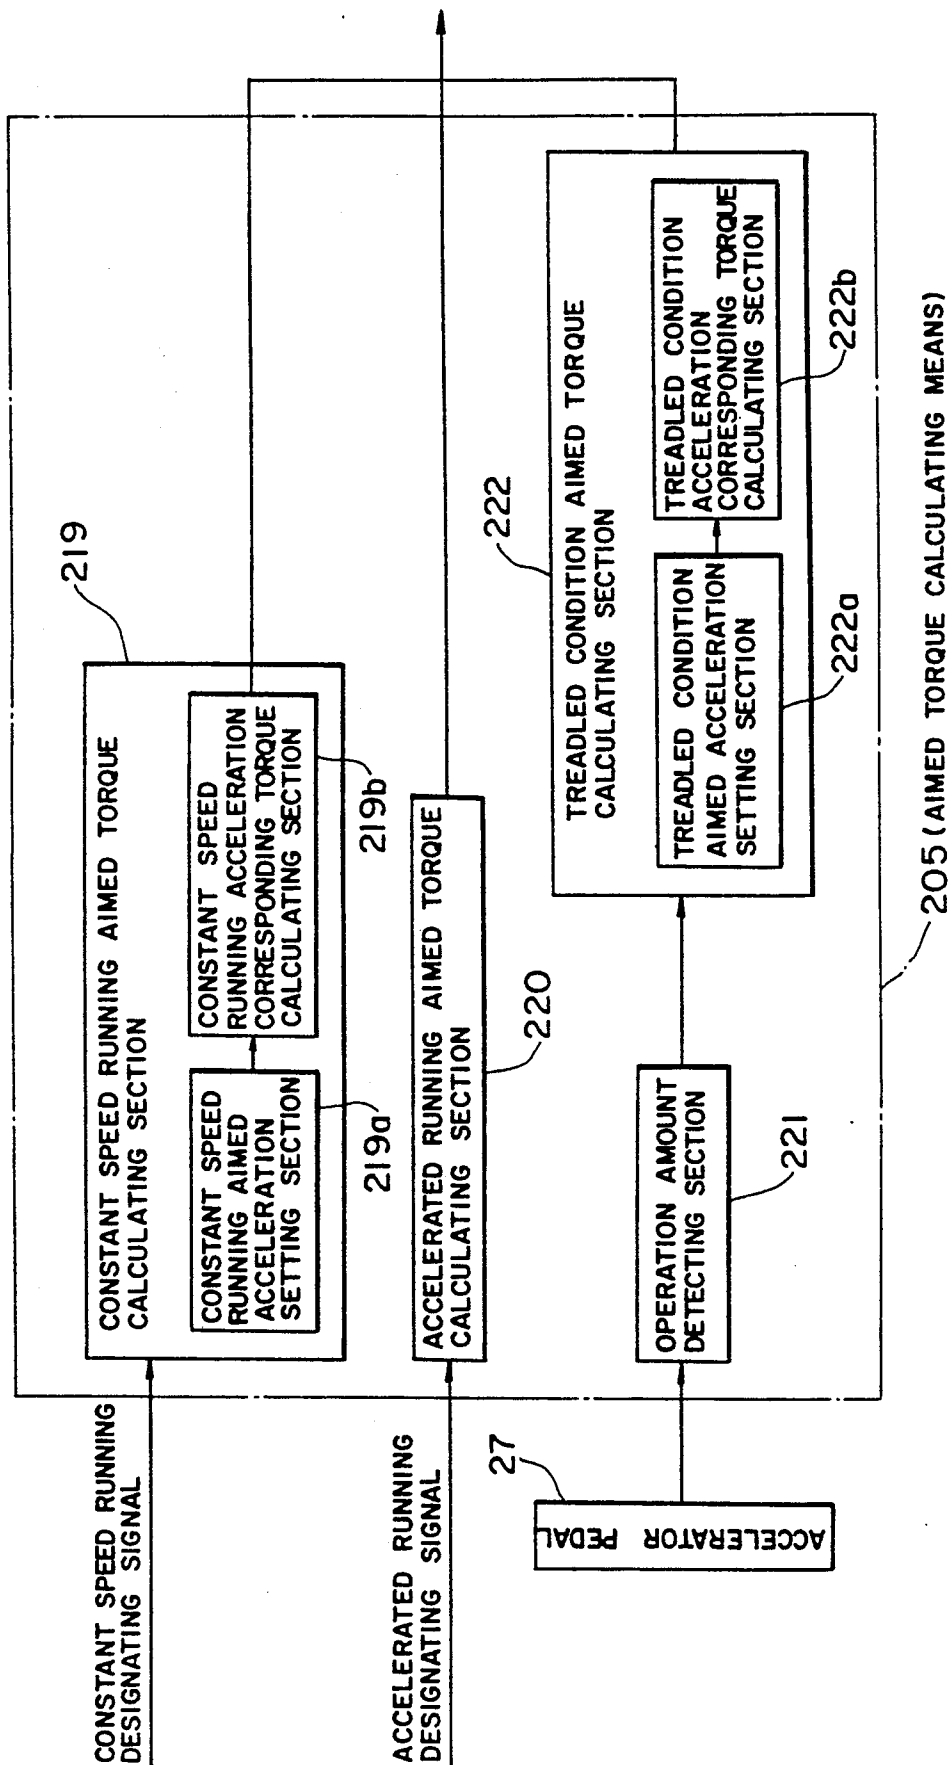 CONSTANT SPEED RUNNING
DESIGNATING SIGNAL
CONSTANT SPEED RUNNING AIMED TORQUE
CALCULATING SECTION
219
CONSTANT SPEED
RUNNING AIMED
ACCELERATION
SETTING SECTION
219a
CONSTANT SPEED
RUNNING ACCELERATION
CORRESPONDING TORQUE
CALCULATING SECTION
219b
ACCELERATED RUNNING
DESIGNATING SIGNAL
ACCELERATED RUNNING AIMED TORQUE
CALCULATING SECTION
220
ACCELERATOR PEDAL
27
OPERATION AMOUNT
DETECTING SECTION
221
TREADLED CONDITION AIMED TORQUE
CALCULATING SECTION
222
TREADLED CONDITION
AIMED ACCELERATION
SETTING SECTION
222a
TREADLED CONDITION
ACCELERATION
CORRESPONDING TORQUE
CALCULATING SECTION
222b
205 (AIMED TORQUE CALCULATING MEANS)